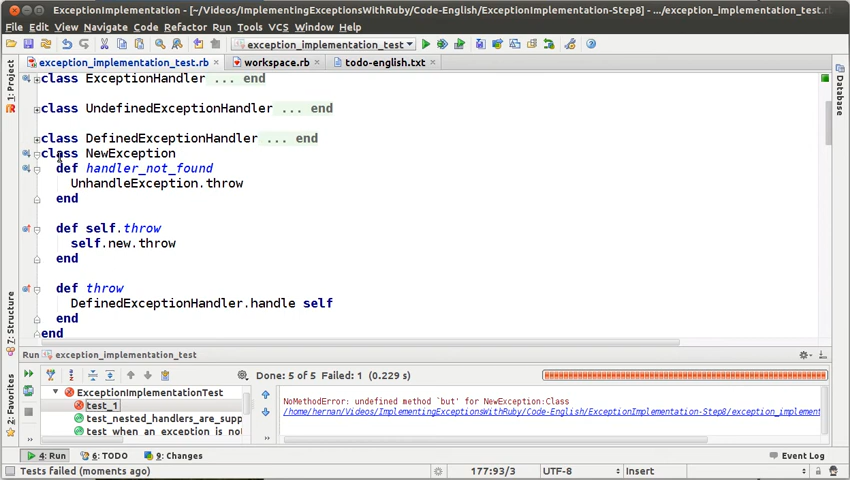 ExceptionImplementation - [~/Videos/ImplementingExceptionsWithRuby/Code-English/ExceptionImplementation-Step8] - .../exception_implementation_test.
File Edit View Navigate Code Refactor Run Tools VCS Window Help
exception_implementation_test
exception_implementation_test.rb workspace.rb todo-english.txt
1: Project
Database
class ExceptionHandler ... end
class UndefinedExceptionHandler ... end
class DefinedExceptionHandler ... end
class NewException
def handler_not_found
UnhandleException.throw
end
def self.throw
self.new.throw
end
def throw
DefinedExceptionHandler.handle self
end
end
7: Structure
2: Favorites
Run exception_implementation_test
Done: 5 of 5 Failed: 1 (0.229 s)
ExceptionImplementationTest
test_1
test_nested_handlers_are_supp
test when an exception is not
NoMethodError: undefined method `but' for NewException:Class
/home/hernan/Videos/ImplementingExceptionsWithRuby/Code-English/ExceptionImplementation-Step8/exception_implement
4: Run 6: TODO 9: Changes Event Log
Tests failed (moments ago) 177:93/3 UTF-8 Insert